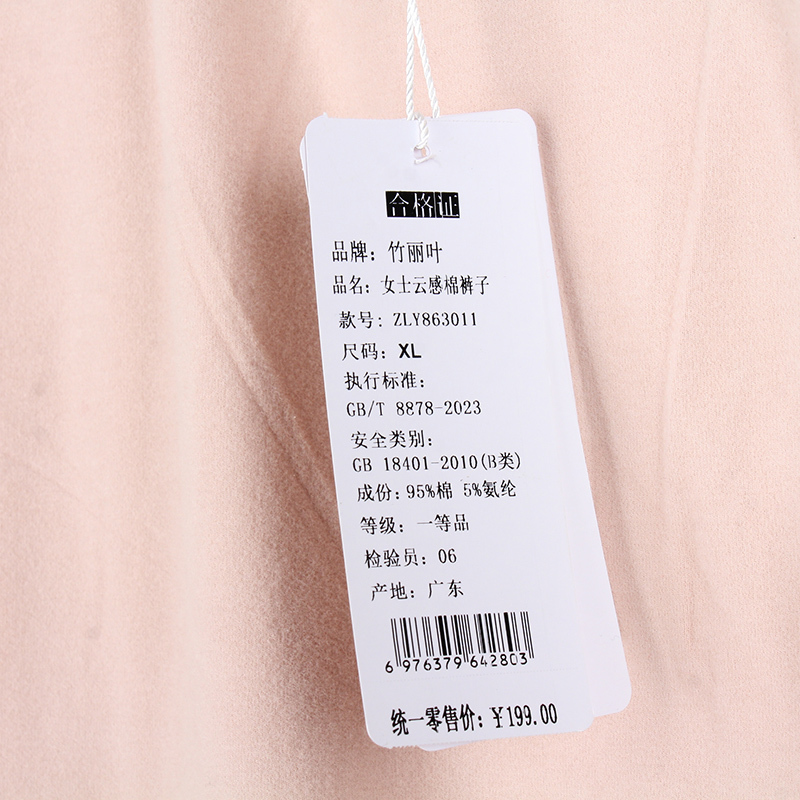 合格证
品牌：竹丽叶
品名：女士云感棉裤子
款号：ZLY863011
尺码：XL
执行标准：
GB/T 8878-2023
安全类别：
GB 18401-2010(B类)
成份：95%棉 5%氨纶
等级：一等品
检验员：06
产地：广东
6 976379 642803
统一零售价：¥199.00